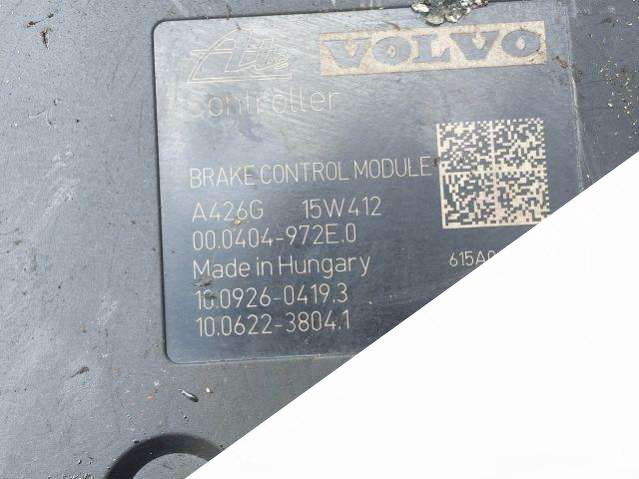 Ate VOLVO
Controller
BRAKE CONTROL MODULE
A426G 15W412
00.0404-972E.0
Made in Hungary
10.0926-0419.3
10.0622-3804.1